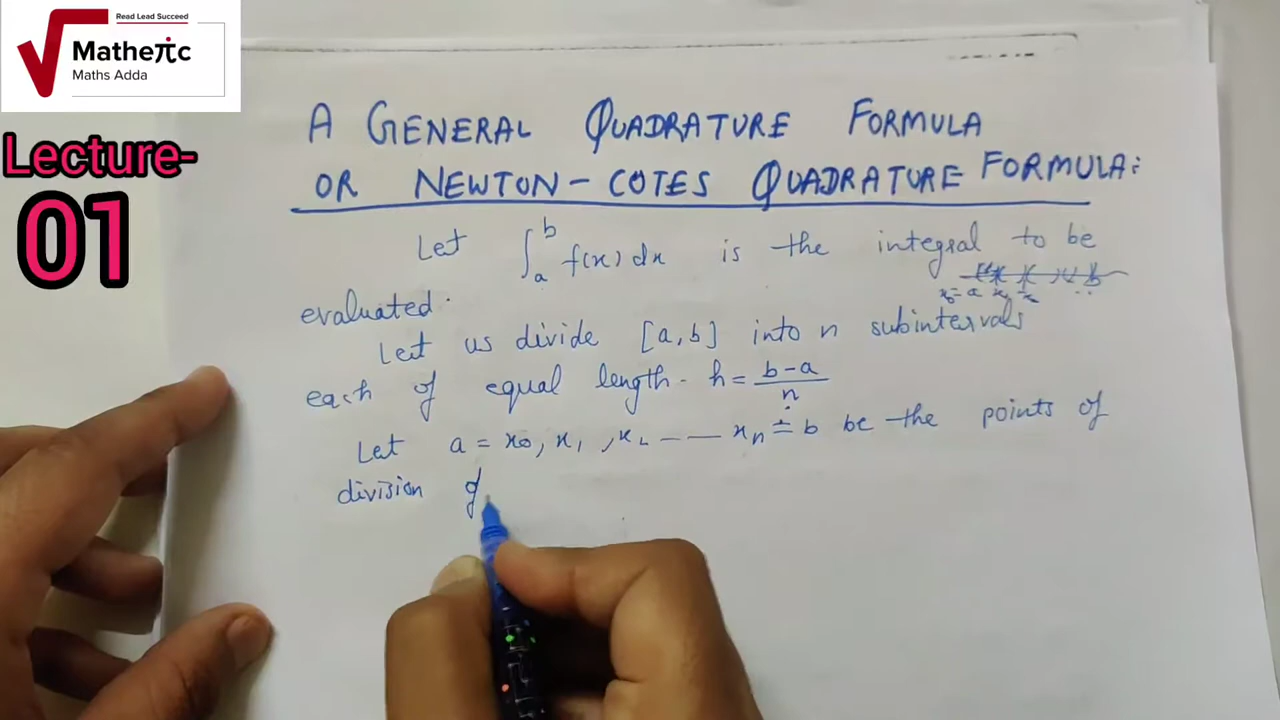 Read Lead Succeed
Matheπc
Maths Adda
Lecture-
01
A GENERAL QUADRATURE FORMULA
OR NEWTON - COTES QUADRATURE FORMULA:
Let ∫ₐᵇ f(x) dx is the integral to be
evaluated.
Let us divide [a, b] into n subintervals
each of equal length. h = (b-a)/n
Let a = x₀, x₁, x₂ - - - xₙ = b be the points of
division of